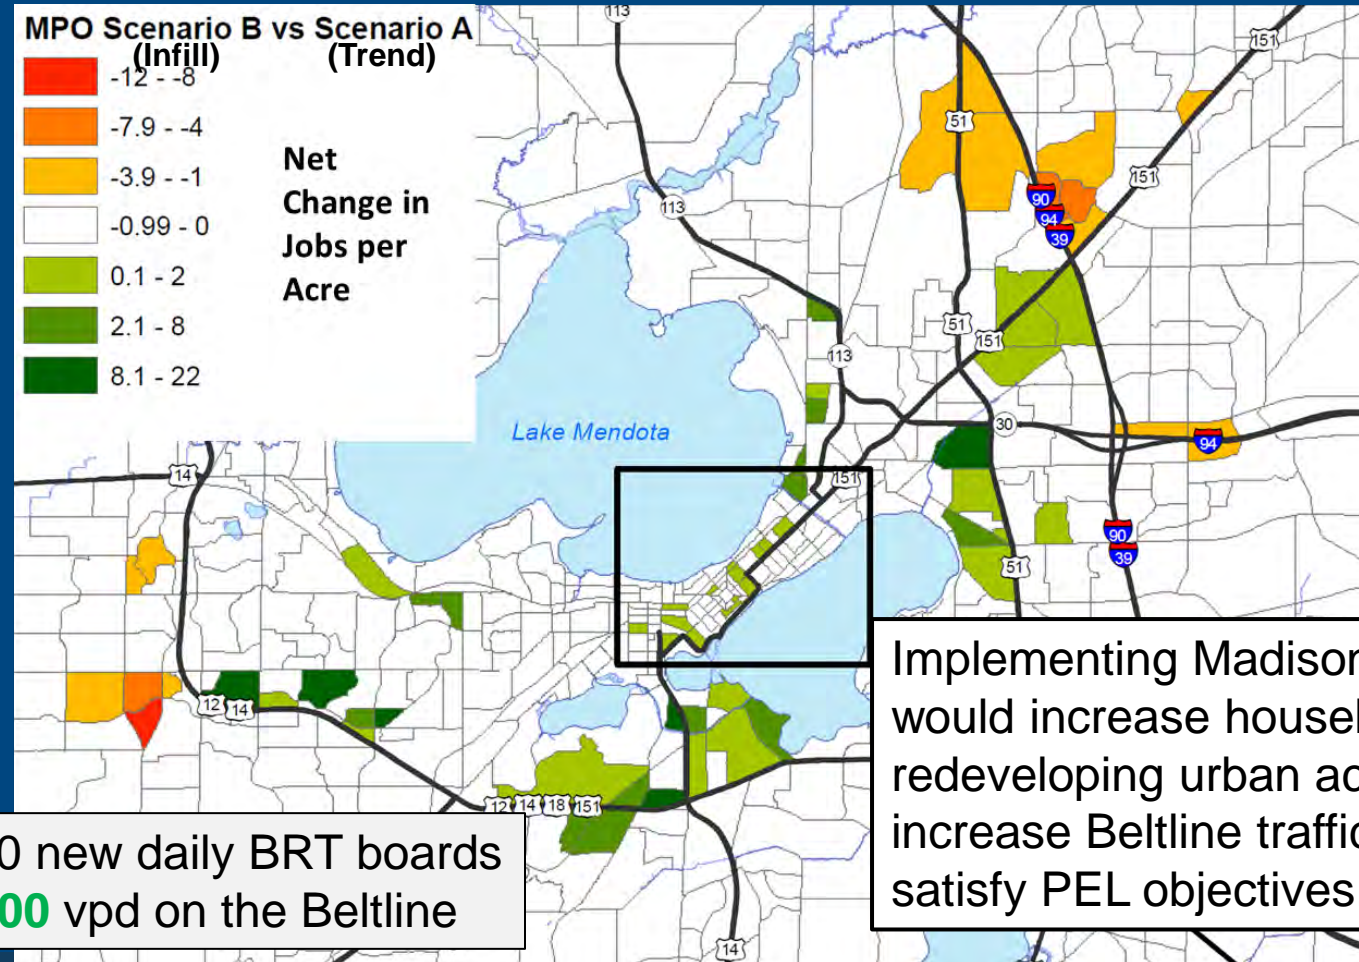 MPO Scenario B vs Scenario A
(Infill) (Trend)
-12 - -8
-7.9 - -4
-3.9 - -1
-0.99 - 0
0.1 - 2
2.1 - 8
8.1 - 22
Net
Change in
Jobs per
Acre
113
151
51
151
90
94
39
113
51
151
113
Lake Mendota
30
94
14
151
90
39
51
12 14
12 14 18 151
14
Implementing Madison
would increase
redeveloping urban
increase Beltline traffic
satisfy PEL objectives
0 new daily BRT boards
00 vpd on the Beltline